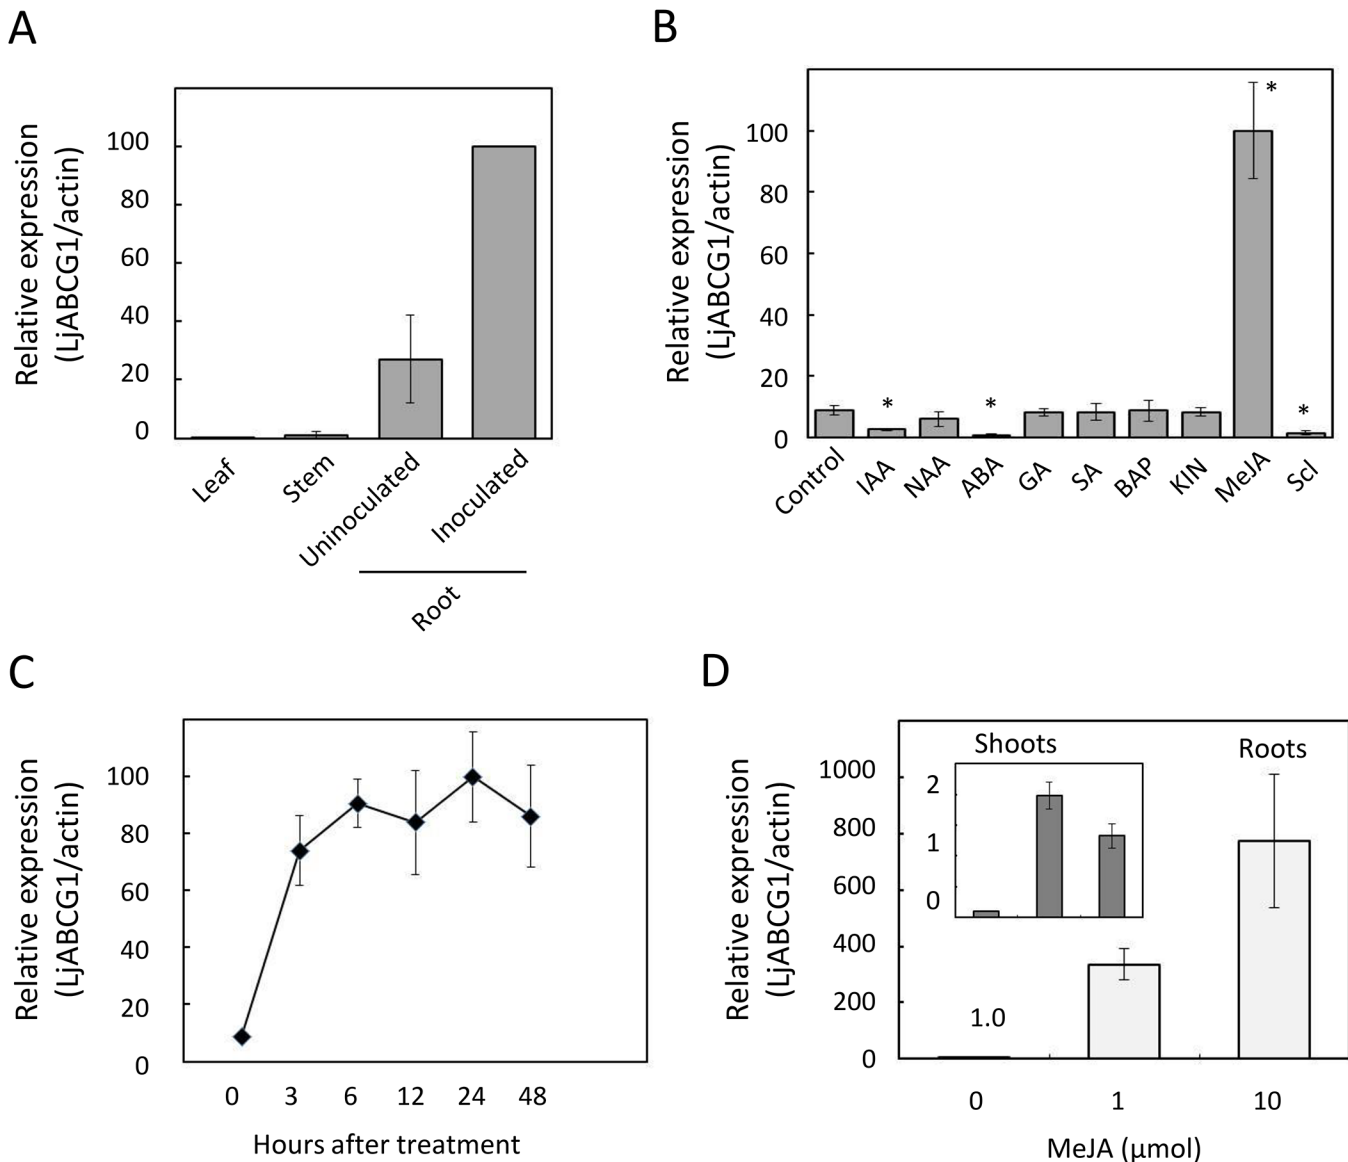 A
Relative expression
(LjABCG1/actin)
100
80
60
40
20
0
Leaf
Stem
Uninoculated
Inoculated
Root
B
Relative expression
(LjABCG1/actin)
100
80
60
40
20
0
*
*
*
*
Control
IAA
NAA
ABA
GA
SA
BAP
KIN
MeJA
Scl
C
Relative expression
(LjABCG1/actin)
100
80
60
40
20
0
0 3 6 12 24 48
Hours after treatment
D
Relative expression
(LjABCG1/actin)
1000
800
600
400
200
0
Shoots
2
1
0
Roots
1.0
0 1 10
MeJA (μmol)